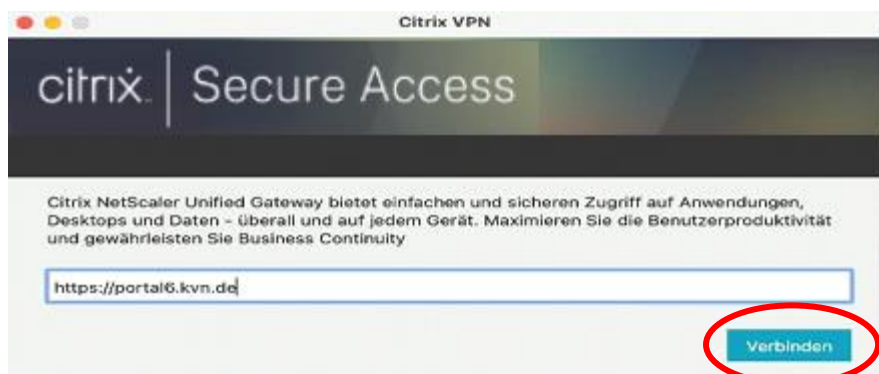 Citrix VPN
citrix. Secure Access
Citrix NetScaler Unified Gateway bietet einfachen und sicheren Zugriff auf Anwendungen,
Desktops und Daten - überall und auf jedem Gerät. Maximieren Sie die Benutzerproduktivität
und gewährleisten Sie Business Continuity
https://portal6.kvn.de
Verbinden